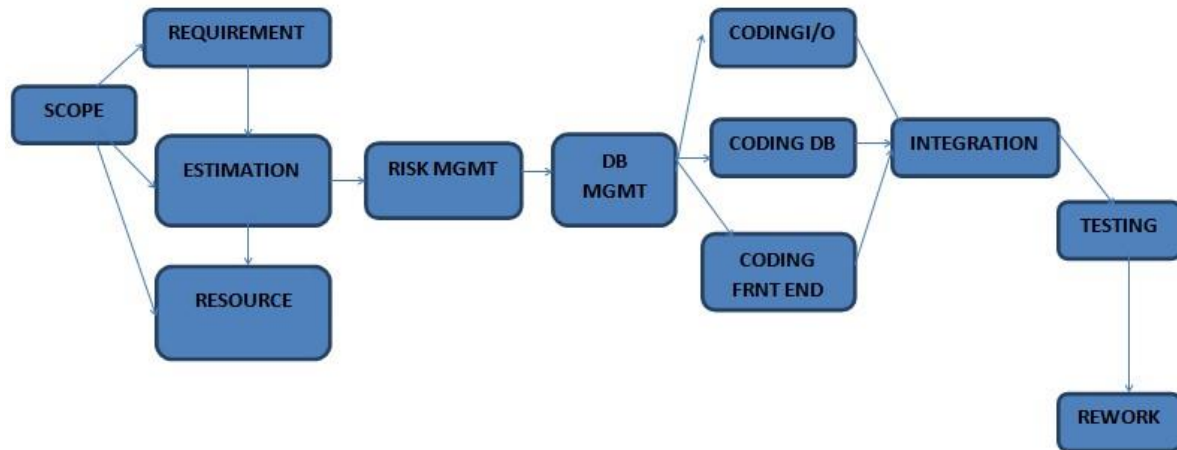 REQUIREMENT
SCOPE
ESTIMATION
RESOURCE
RISK MGMT
DB
MGMT
CODINGI/O
CODING DB
CODING
FRNT END
INTEGRATION
TESTING
REWORK